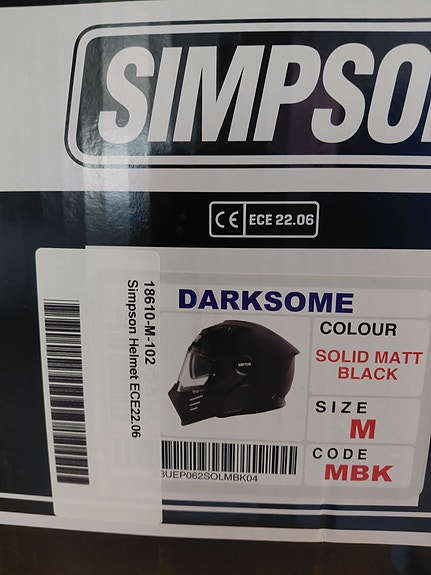 SIMPSO
CE ECE 22.06
18610-M-102
Simpson Helmet ECE22.06
DARKSOME
COLOUR
SOLID MATT
BLACK
SIZE
M
CODE
MBK
BUEP062SOLMBK04